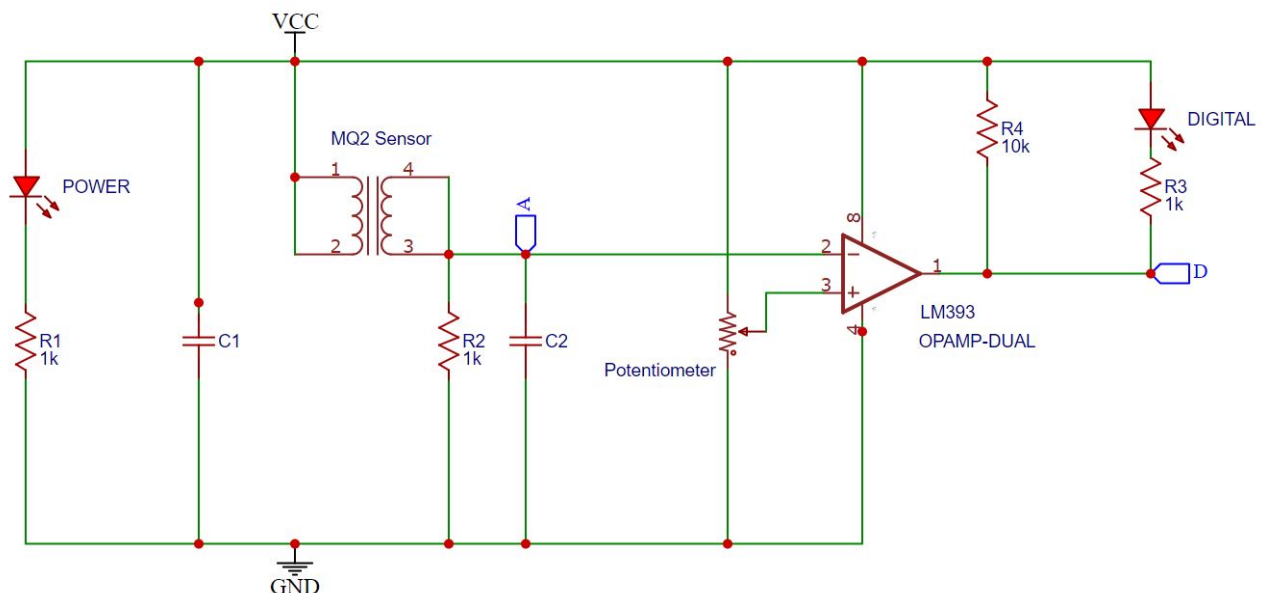 VCC
MQ2 Sensor
1
4
2
3
POWER
R1
1k
C1
R2
1k
A
C2
Potentiometer
2
3
8
4
1
LM393
OPAMP-DUAL
R4
10k
DIGITAL
R3
1k
D
GND